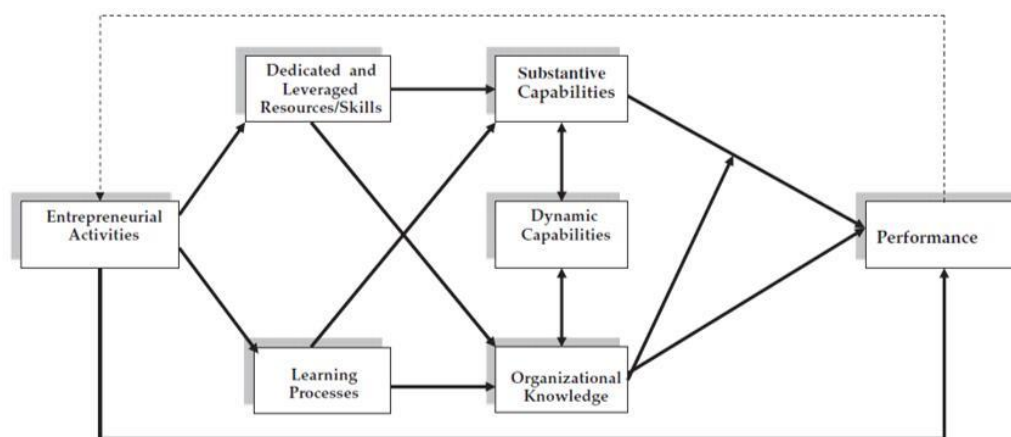 Dedicated and
Leveraged
Resources/Skills
Substantive
Capabilities
Entrepreneurial
Activities
Dynamic
Capabilities
Performance
Learning
Processes
Organizational
Knowledge